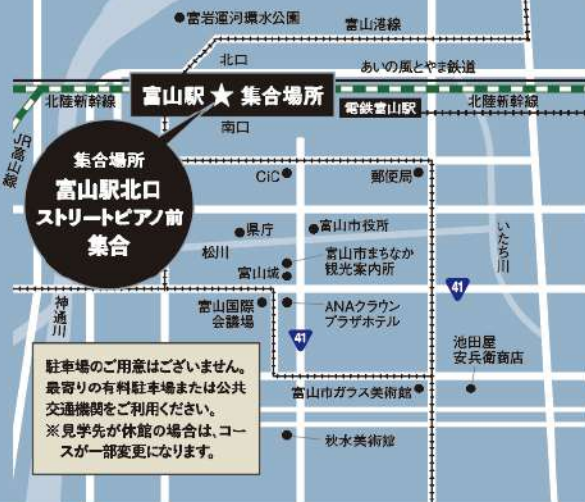 富岩運河環水公園
富山港線
北口
あいの風とやま鉄道
富山駅 ★ 集合場所
北陸新幹線
電鉄富山駅
北陸新幹線
南口
JR高山線
集合場所
富山駅北口
ストリートピアノ前
集合
CiC
郵便局
県庁
富山市役所
松川
いたち川
富山市まちなか
観光案内所
富山城
41
神通川
富山国際
会議場
ANAクラウン
プラザホテル
41
池田屋
安兵衛商店
駐車場のご用意はございません。
最寄りの有料駐車場または公共
交通機関をご利用ください。
※見学先が休館の場合は、コー
スが一部変更になります。
富山市ガラス美術館
秋水美術館